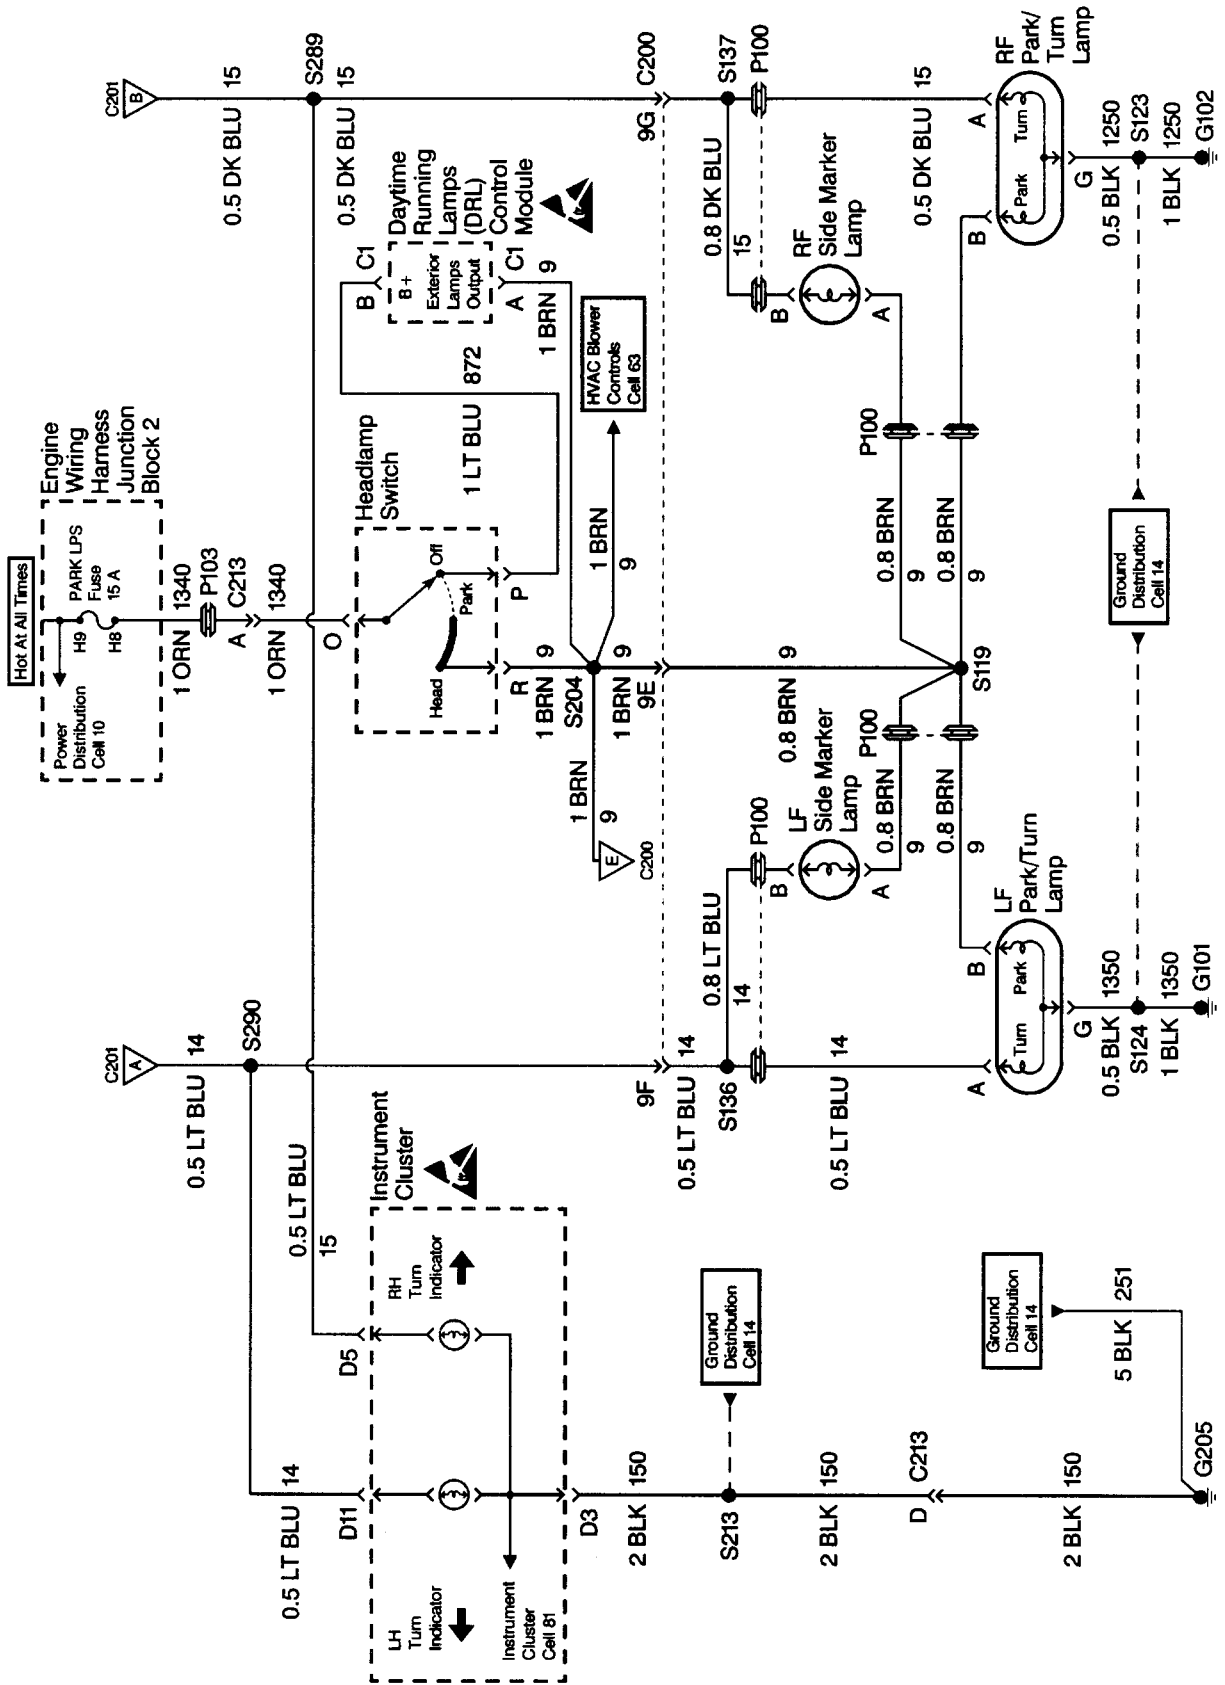 Hot At All Times
Power
Distribution
Cell 10
H9
H8
PARK LPS
Fuse
15 A
Engine
Wiring
Harness
Junction
Block 2
1 ORN 1340
P103
A C213
1 ORN 1340
O
Headlamp
Switch
Head
Park
Off
R
P
1 LT BLU 872
B C1
B+
Exterior
Lamps
Output
Daytime
Running
Lamps
(DRL)
Control
Module
A C1
1 BRN 9
1 BRN 9
S204
1 BRN
9
HVAC Blower
Controls
Cell 63
1 BRN
9
E
C200
1 BRN 9
9E
0.8 BRN 9
S119
C201
B
0.5 DK BLU 15
S289
0.5 DK BLU 15
9G C200
S137
P100
0.8 DK BLU
15
B
RF
Side Marker
Lamp
A
0.5 DK BLU 15
A
B
Park
Turn
RF
Park/
Turn
Lamp
G
0.5 BLK 1250
S123
1 BLK 1250
G102
P100
0.8 BRN
9
0.8 BRN
9
Ground
Distribution
Cell 14
C201
A
0.5 LT BLU 14
S290
9F
0.5 LT BLU 14
S136
0.8 LT BLU
14
P100
B
LF
Side Marker
Lamp
A
P100
0.8 BRN
9
0.8 BRN
9
0.5 LT BLU 14
A
B
Turn
Park
LF
Park/Turn
Lamp
G
0.5 BLK 1350
S124
1 BLK 1350
G101
0.5 LT BLU
15
0.5 LT BLU 14
D11
D5
Instrument
Cluster
LH
Turn
Indicator
RH
Turn
Indicator
Instrument
Cluster
Cell 81
D3
2 BLK 150
S213
Ground
Distribution
Cell 14
2 BLK 150
D C213
2 BLK 150
Ground
Distribution
Cell 14
5 BLK 251
G205